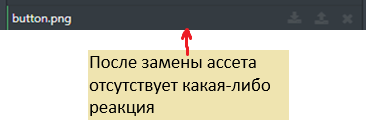 button.png
После замены ассета
отсутствует какая-либо
реакция